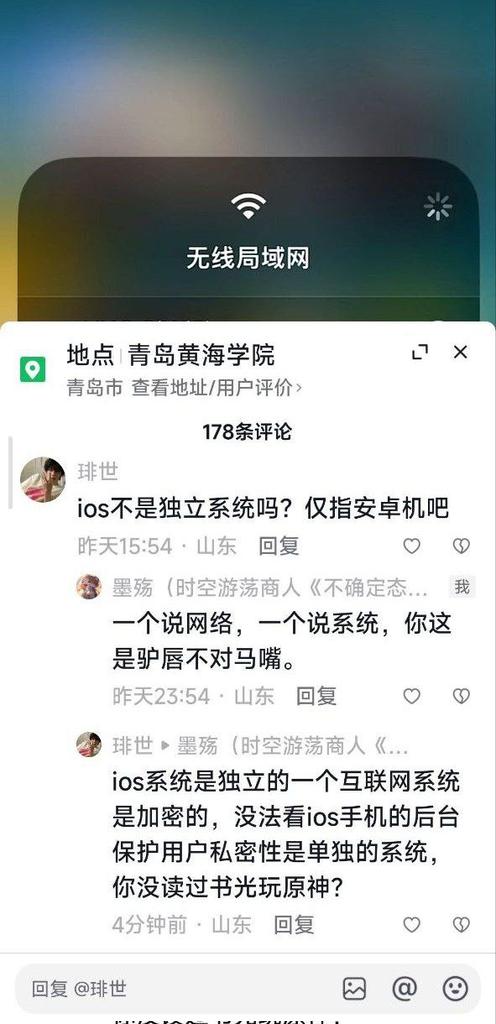 无线局域网
地点 青岛黄海学院
青岛市 查看地址/用户评价
178条评论
琲世
ios不是独立系统吗？仅指安卓机吧
昨天15:54 · 山东 回复
墨殇（时空游荡商人《不确定态... 我
一个说网络，一个说系统，你这
是驴唇不对马嘴。
昨天23:54 · 山东 回复
琲世 墨殇（时空游荡商人《...
ios系统是独立的一个互联网系统
是加密的，没法看ios手机的后台
保护用户私密性是单独的系统，
你没读过书光玩原神？
4分钟前 · 山东 回复
回复 @琲世